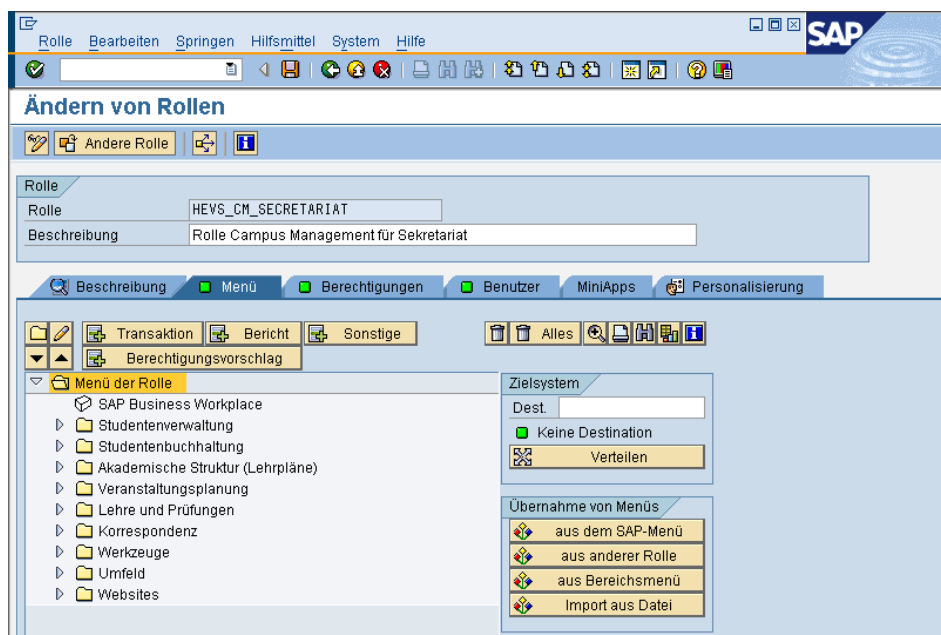 Rolle Bearbeiten Springen Hilfsmittel System Hilfe
SAP
Ändern von Rollen
Andere Rolle
Rolle
Rolle HEVS_CM_SECRETARIAT
Beschreibung Rolle Campus Management für Sekretariat
Beschreibung Menü Berechtigungen Benutzer MiniApps Personalisierung
Transaktion Bericht Sonstige Alles
Berechtigungsvorschlag
Menü der Rolle
SAP Business Workplace
Studentenverwaltung
Studentenbuchhaltung
Akademische Struktur (Lehrpläne)
Veranstaltungsplanung
Lehre und Prüfungen
Korrespondenz
Werkzeuge
Umfeld
Websites
Zielsystem
Dest.
Keine Destination
Verteilen
Übernahme von Menüs
aus dem SAP-Menü
aus anderer Rolle
aus Bereichsmenü
Import aus Datei